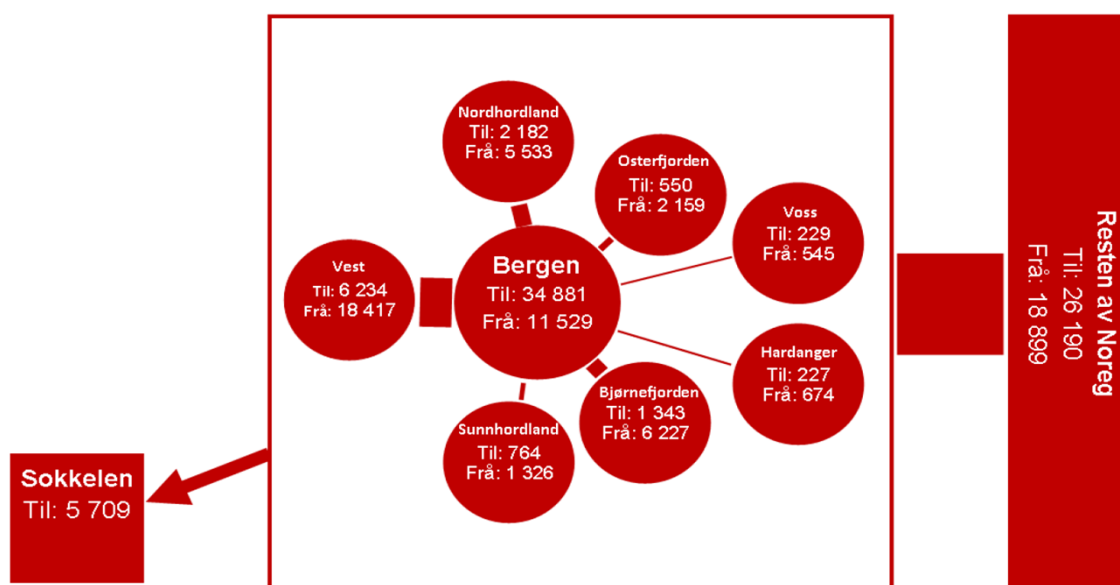 Nordhordland
Til: 2 182
Frå: 5 533
Osterfjorden
Til: 550
Frå: 2 159
Voss
Til: 229
Frå: 545
Vest
Til: 6 234
Frå: 18 417
Bergen
Til: 34 881
Frå: 11 529
Hardanger
Til: 227
Frå: 674
Bjørnefjorden
Til: 1 343
Frå: 6 227
Sunnhordland
Til: 764
Frå: 1 326
Sokkelen
Til: 5 709
Resten av Noreg
Til: 26 190
Frå: 18 899